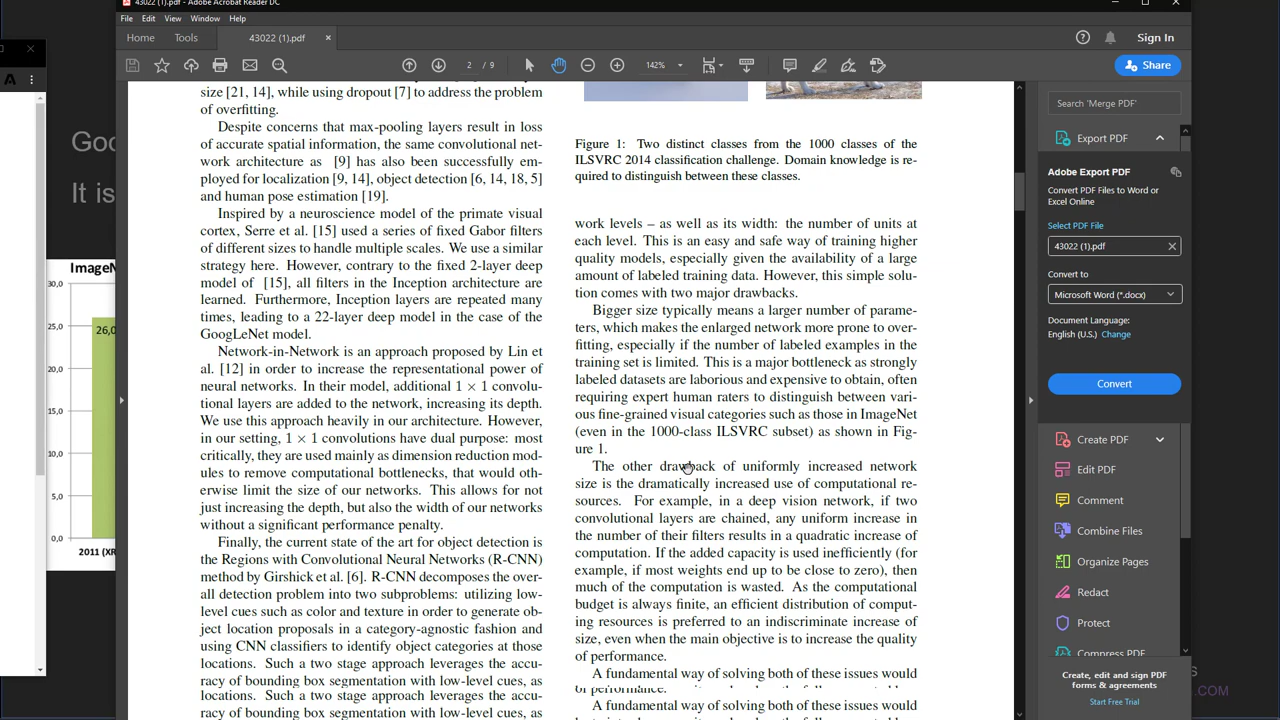 43022 (1).pdf - Adobe Acrobat Reader DC
File Edit View Window Help
Home Tools 43022 (1).pdf × Sign In
2 / 9 142% Share
A
Goo
It is
ImageN
30,0
25,0
20,0
15,0
10,0
5,0
0,0
26,0
2011 (XR
size [21, 14], while using dropout [7] to address the problem
of overfitting.
Despite concerns that max-pooling layers result in loss
of accurate spatial information, the same convolutional net-
work architecture as [9] has also been successfully em-
ployed for localization [9, 14], object detection [6, 14, 18, 5]
and human pose estimation [19].
Inspired by a neuroscience model of the primate visual
cortex, Serre et al. [15] used a series of fixed Gabor filters
of different sizes to handle multiple scales. We use a similar
strategy here. However, contrary to the fixed 2-layer deep
model of [15], all filters in the Inception architecture are
learned. Furthermore, Inception layers are repeated many
times, leading to a 22-layer deep model in the case of the
GoogLeNet model.
Network-in-Network is an approach proposed by Lin et
al. [12] in order to increase the representational power of
neural networks. In their model, additional 1 × 1 convolu-
tional layers are added to the network, increasing its depth.
We use this approach heavily in our architecture. However,
in our setting, 1 × 1 convolutions have dual purpose: most
critically, they are used mainly as dimension reduction mod-
ules to remove computational bottlenecks, that would oth-
erwise limit the size of our networks. This allows for not
just increasing the depth, but also the width of our networks
without a significant performance penalty.
Finally, the current state of the art for object detection is
the Regions with Convolutional Neural Networks (R-CNN)
method by Girshick et al. [6]. R-CNN decomposes the over-
all detection problem into two subproblems: utilizing low-
level cues such as color and texture in order to generate ob-
ject location proposals in a category-agnostic fashion and
using CNN classifiers to identify object categories at those
locations. Such a two stage approach leverages the accu-
racy of bounding box segmentation with low-level cues, as
locations. Such a two stage approach leverages the accu-
racy of bounding box segmentation with low-level cues, as
Figure 1: Two distinct classes from the 1000 classes of the
ILSVRC 2014 classification challenge. Domain knowledge is re-
quired to distinguish between these classes.
work levels – as well as its width: the number of units at
each level. This is an easy and safe way of training higher
quality models, especially given the availability of a large
amount of labeled training data. However, this simple solu-
tion comes with two major drawbacks.
Bigger size typically means a larger number of parame-
ters, which makes the enlarged network more prone to over-
fitting, especially if the number of labeled examples in the
training set is limited. This is a major bottleneck as strongly
labeled datasets are laborious and expensive to obtain, often
requiring expert human raters to distinguish between vari-
ous fine-grained visual categories such as those in ImageNet
(even in the 1000-class ILSVRC subset) as shown in Fig-
ure 1.
The other drawback of uniformly increased network
size is the dramatically increased use of computational re-
sources. For example, in a deep vision network, if two
convolutional layers are chained, any uniform increase in
the number of their filters results in a quadratic increase of
computation. If the added capacity is used inefficiently (for
example, if most weights end up to be close to zero), then
much of the computation is wasted. As the computational
budget is always finite, an efficient distribution of comput-
ing resources is preferred to an indiscriminate increase of
size, even when the main objective is to increase the quality
of performance.
A fundamental way of solving both of these issues would
of performance.
A fundamental way of solving both of these issues would
Search 'Merge PDF'
Export PDF
Adobe Export PDF
Convert PDF Files to Word or
Excel Online
Select PDF File
43022 (1).pdf
Convert to
Microsoft Word (*.docx)
Document Language:
English (U.S.) Change
Convert
Create PDF
Edit PDF
Comment
Combine Files
Organize Pages
Redact
Protect
Compress PDF
Create, edit and sign PDF
forms & agreements
Start Free Trial
s
.COM